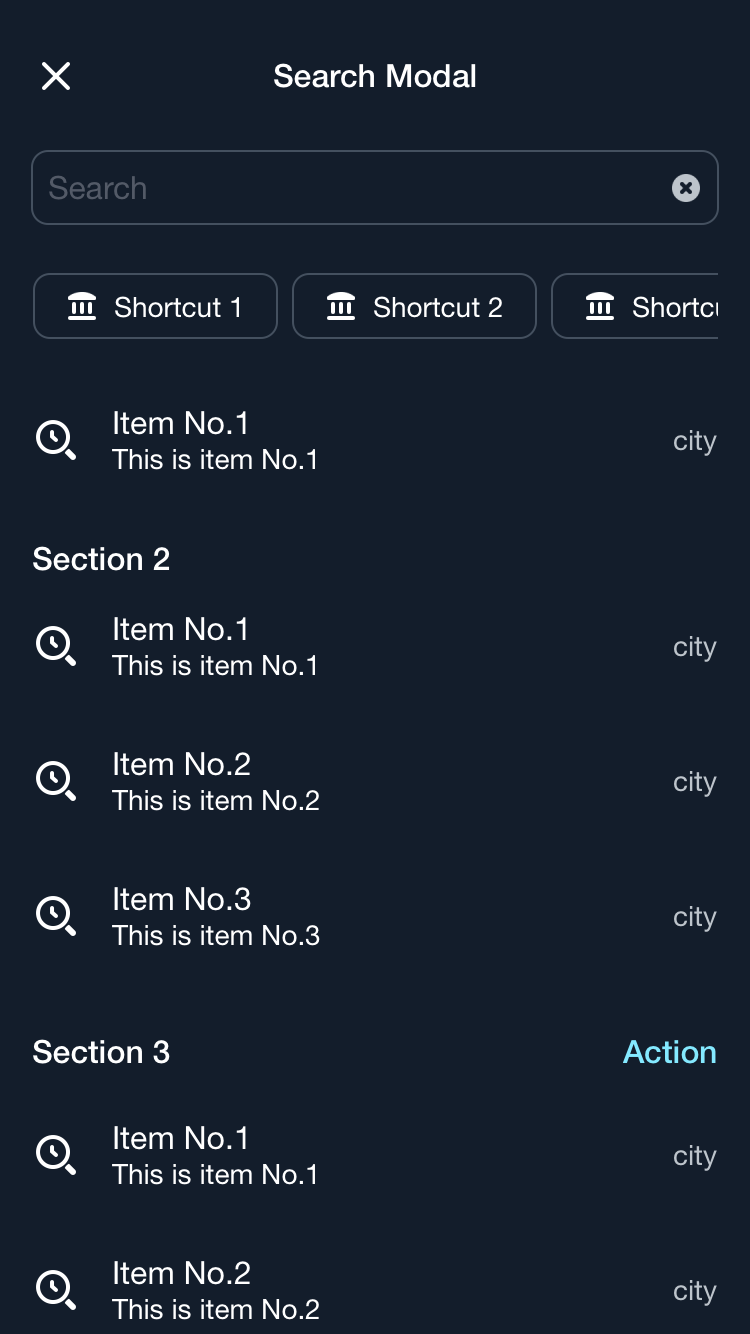 Search Modal
Search
Shortcut 1
Shortcut 2
Shortcu
Item No.1
This is item No.1
city
Section 2
Item No.1
This is item No.1
city
Item No.2
This is item No.2
city
Item No.3
This is item No.3
city
Section 3
Action
Item No.1
This is item No.1
city
Item No.2
This is item No.2
city